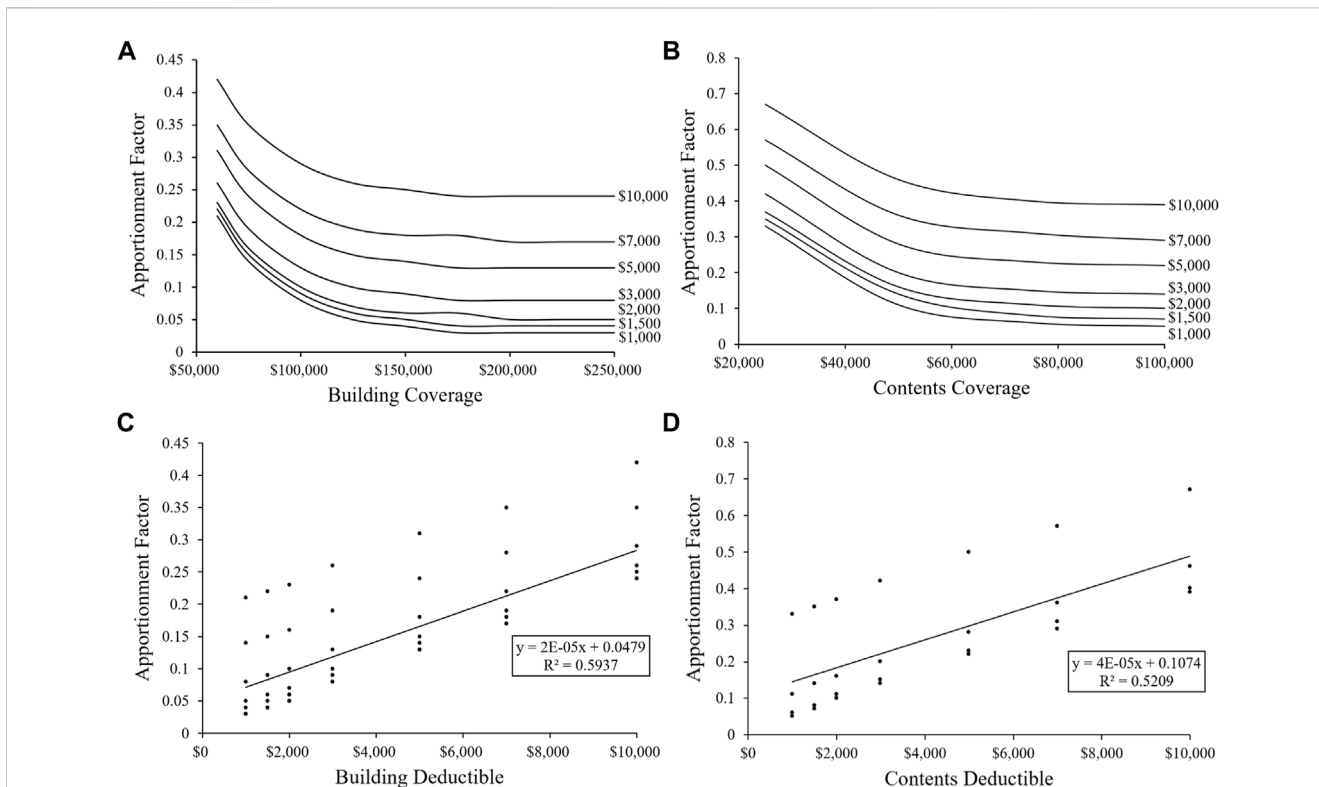 A
0.45
0.4
0.35
0.3
0.25
0.2
0.15
0.1
0.05
0
Apportionment Factor
$50,000 $100,000 $150,000 $200,000 $250,000
Building Coverage
$10,000
$7,000
$5,000
$3,000
$2,000
$1,500
$1,000
B
0.8
0.7
0.6
0.5
0.4
0.3
0.2
0.1
0
Apportionment Factor
$20,000 $40,000 $60,000 $80,000 $100,000
Contents Coverage
$10,000
$7,000
$5,000
$3,000
$2,000
$1,500
$1,000
C
0.45
0.4
0.35
0.3
0.25
0.2
0.15
0.1
0.05
0
Apportionment Factor
$0 $2,000 $4,000 $6,000 $8,000 $10,000
Building Deductible
y = 2E-05x + 0.0479
R² = 0.5937
D
0.8
0.7
0.6
0.5
0.4
0.3
0.2
0.1
0
Apportionment Factor
$0 $2,000 $4,000 $6,000 $8,000 $10,000
Contents Deductible
y = 4E-05x + 0.1074
R² = 0.5209